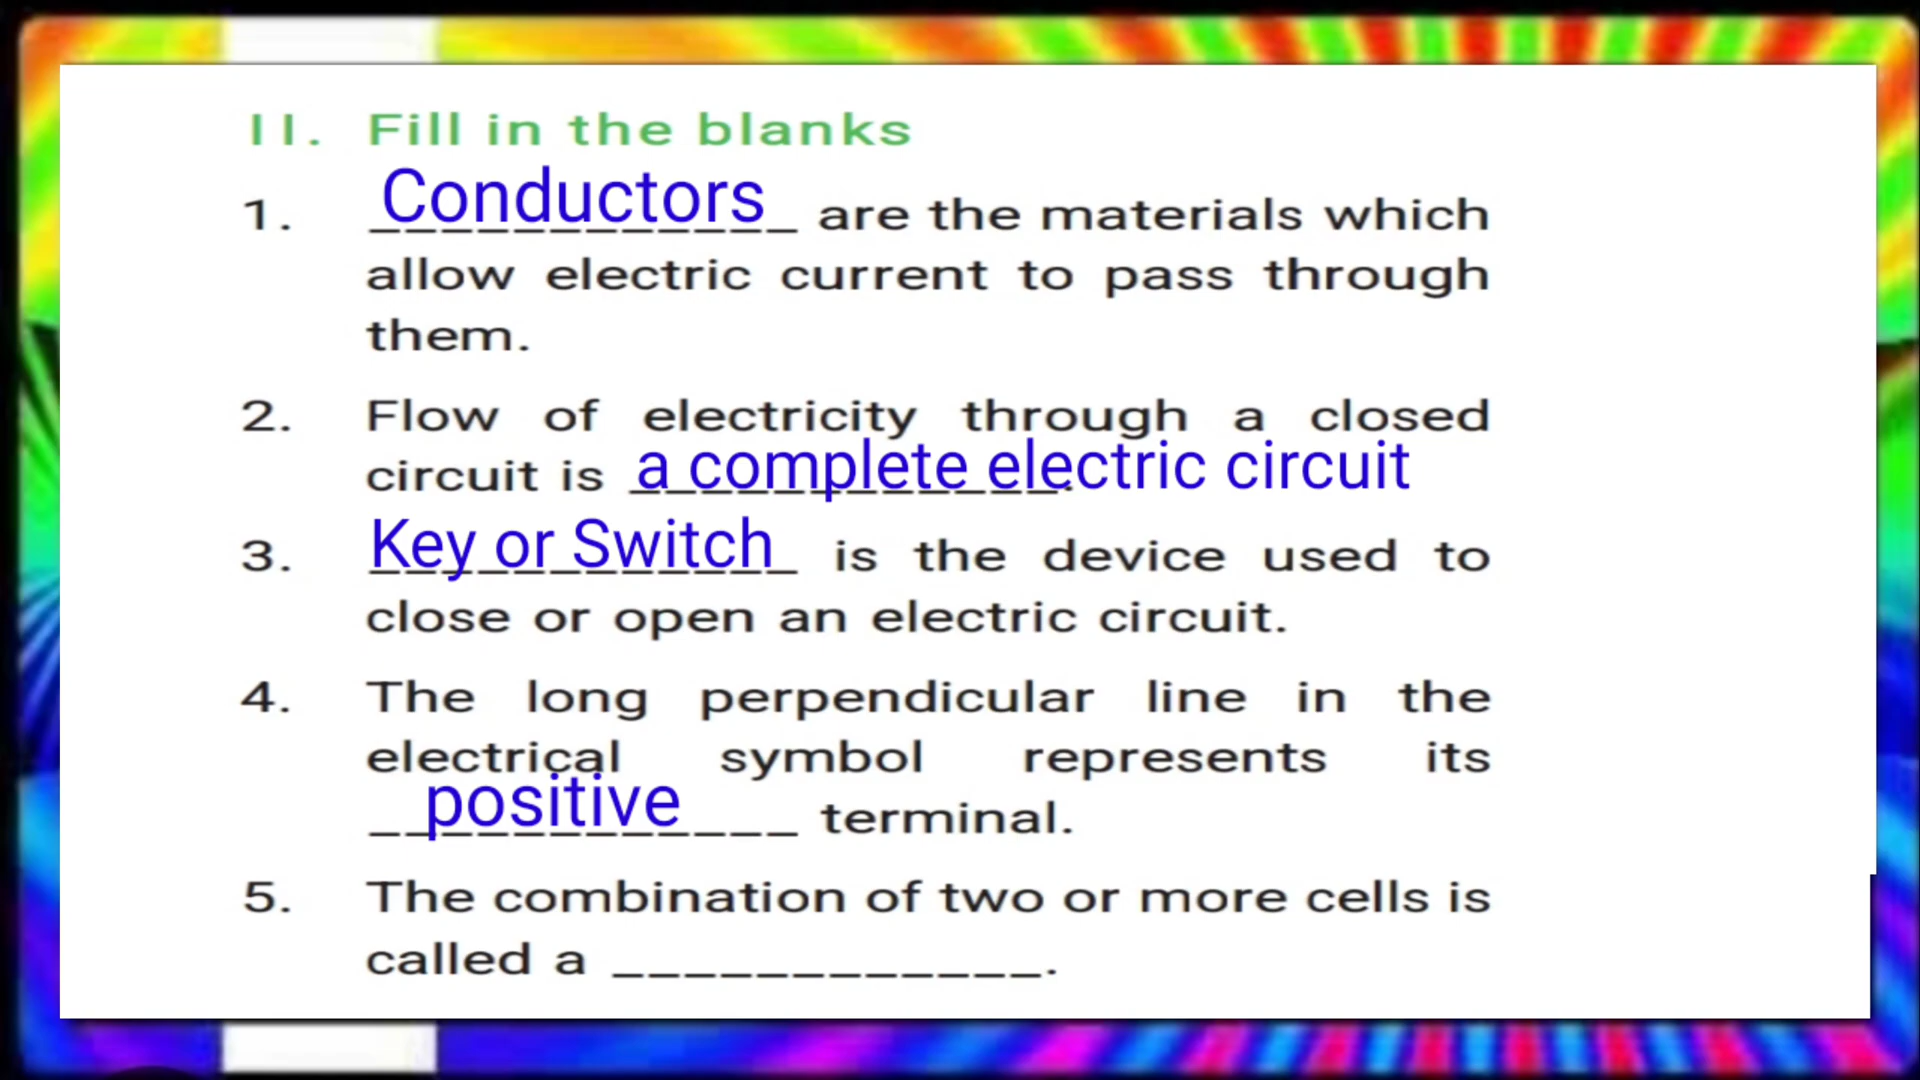 II. Fill in the blanks
1. Conductors are the materials which
allow electric current to pass through
them.
2. Flow of electricity through a closed
circuit is a complete electric circuit.
3. Key or Switch is the device used to
close or open an electric circuit.
4. The long perpendicular line in the
electrical symbol represents its
positive terminal.
5. The combination of two or more cells is
called a ____________.